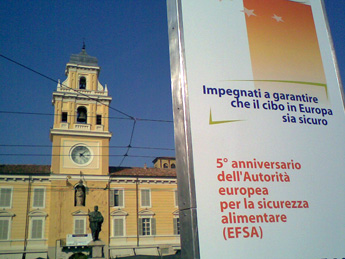 Impegnati a garantire
che il cibo in Europa
sia sicuro
5° anniversario
dell'Autorità
europea
per la sicurezza
alimentare
(EFSA)